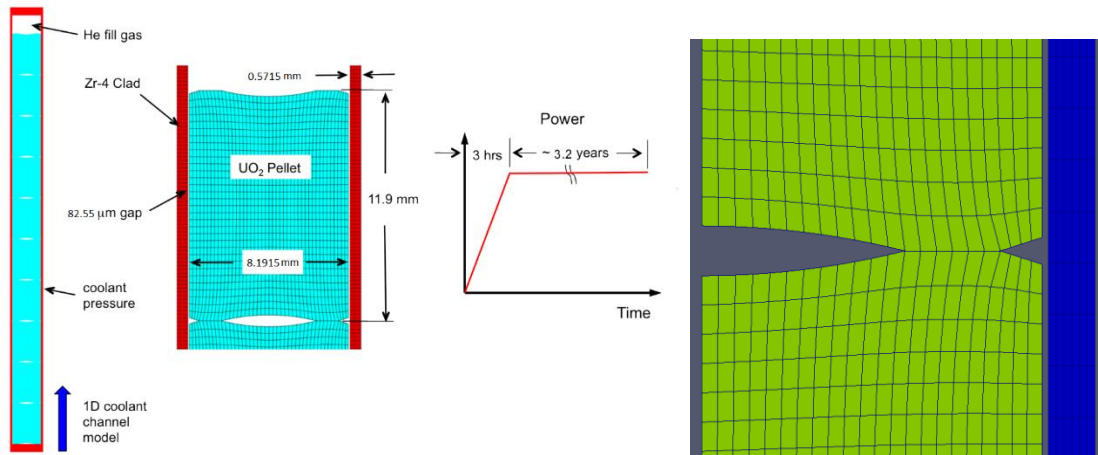 He fill gas
Zr-4 Clad
82.55 μm gap
coolant
pressure
1D coolant
channel
model
0.5715 mm
UO₂ Pellet
11.9 mm
8.1915mm
Power
3 hrs
~ 3.2 years
Time